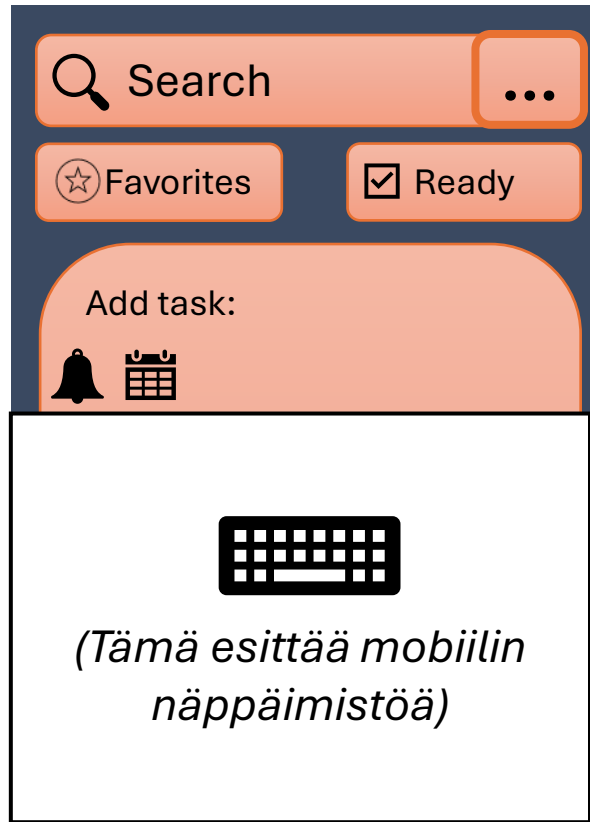 Search
...
Favorites
Ready
Add task:
(Tämä esittää mobiilin
näppäimistöä)